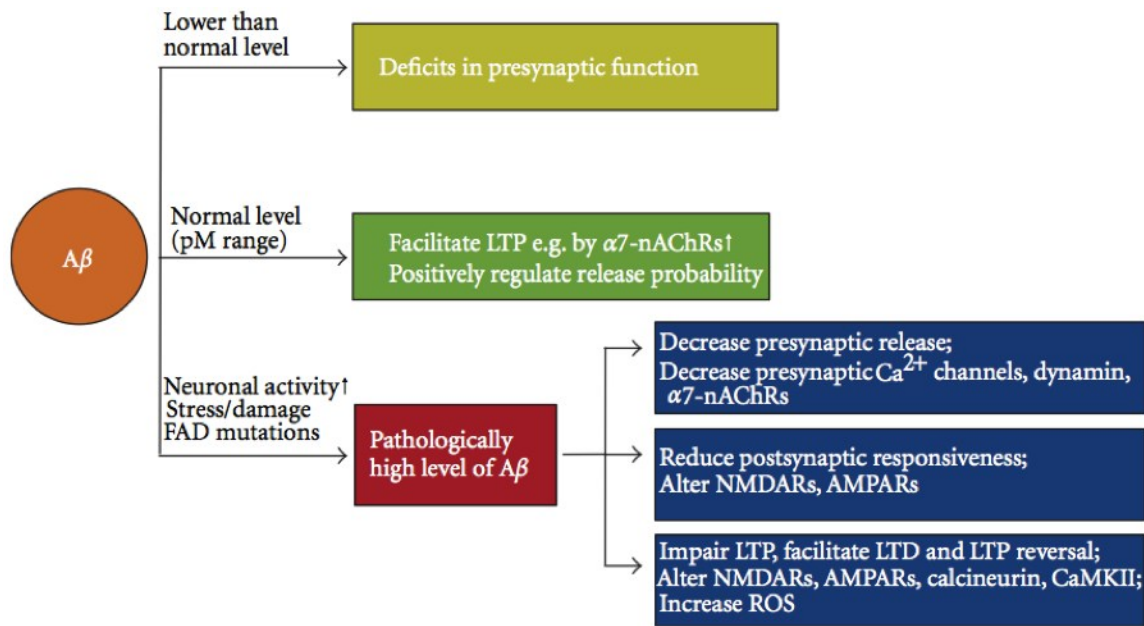 Lower than
normal level
Deficits in presynaptic function
Aβ
Normal level
(pM range)
Facilitate LTP e.g. by α7-nAChRs↑
Positively regulate release probability
Neuronal activity↑
Stress/damage
FAD mutations
Pathologically
high level of Aβ
Decrease presynaptic release;
Decrease presynaptic Ca²⁺ channels, dynamin,
α7-nAChRs
Reduce postsynaptic responsiveness;
Alter NMDARs, AMPARs
Impair LTP, facilitate LTD and LTP reversal;
Alter NMDARs, AMPARs, calcineurin, CaMKII;
Increase ROS